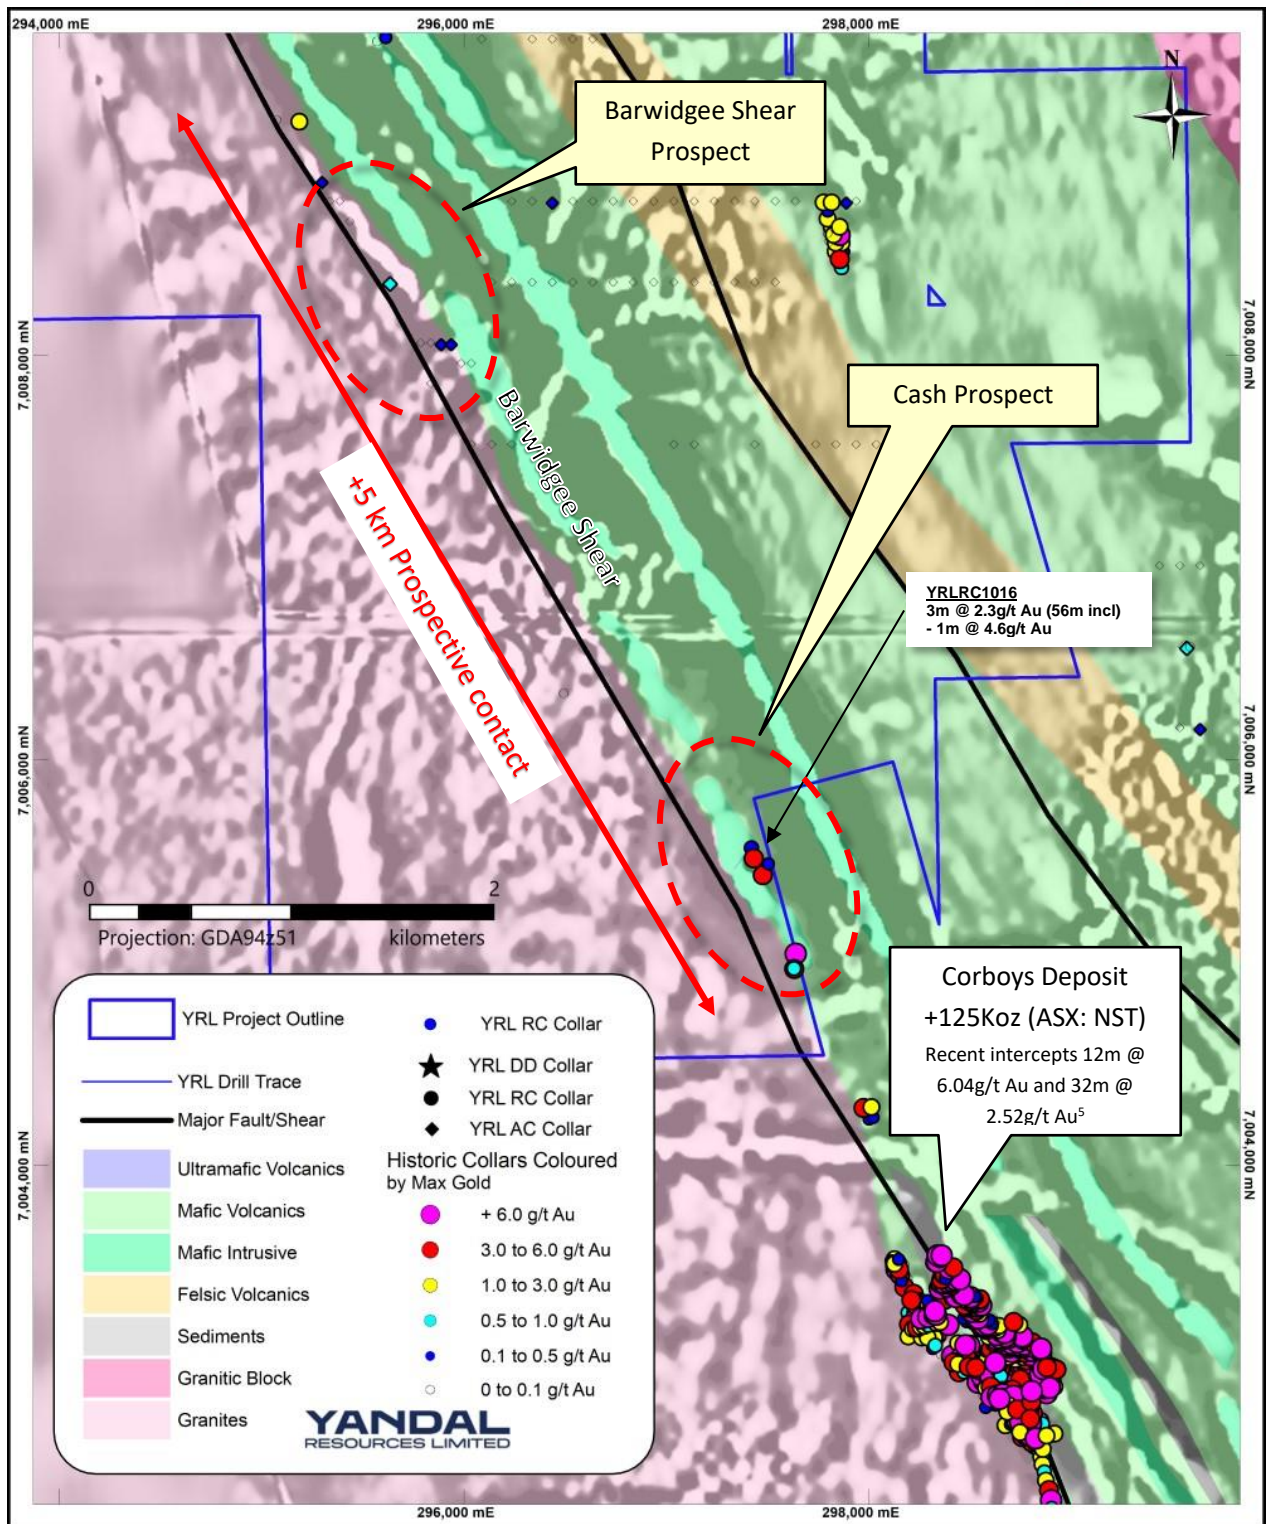 294,000 mE
296,000 mE
298,000 mE
N
Barwidgee Shear
Prospect
7,008,000 mN
7,008,000 mN
Cash Prospect
Barwidgee Shear
+5 km Prospective contact
YRLRC1016
3m @ 2.3g/t Au (56m incl)
- 1m @ 4.6g/t Au
7,006,000 mN
7,006,000 mN
0
2
Projection: GDA94z51
kilometers
Corboys Deposit
+125Koz (ASX: NST)
Recent intercepts 12m @
6.04g/t Au and 32m @
2.52g/t Au⁵
YRL Project Outline
YRL Drill Trace
Major Fault/Shear
Ultramafic Volcanics
Mafic Volcanics
Mafic Intrusive
Felsic Volcanics
Sediments
Granitic Block
Granites
YRL RC Collar
YRL DD Collar
YRL RC Collar
YRL AC Collar
Historic Collars Coloured
by Max Gold
+ 6.0 g/t Au
3.0 to 6.0 g/t Au
1.0 to 3.0 g/t Au
0.5 to 1.0 g/t Au
0.1 to 0.5 g/t Au
0 to 0.1 g/t Au
YANDAL
RESOURCES LIMITED
7,004,000 mN
7,004,000 mN
296,000 mE
298,000 mE